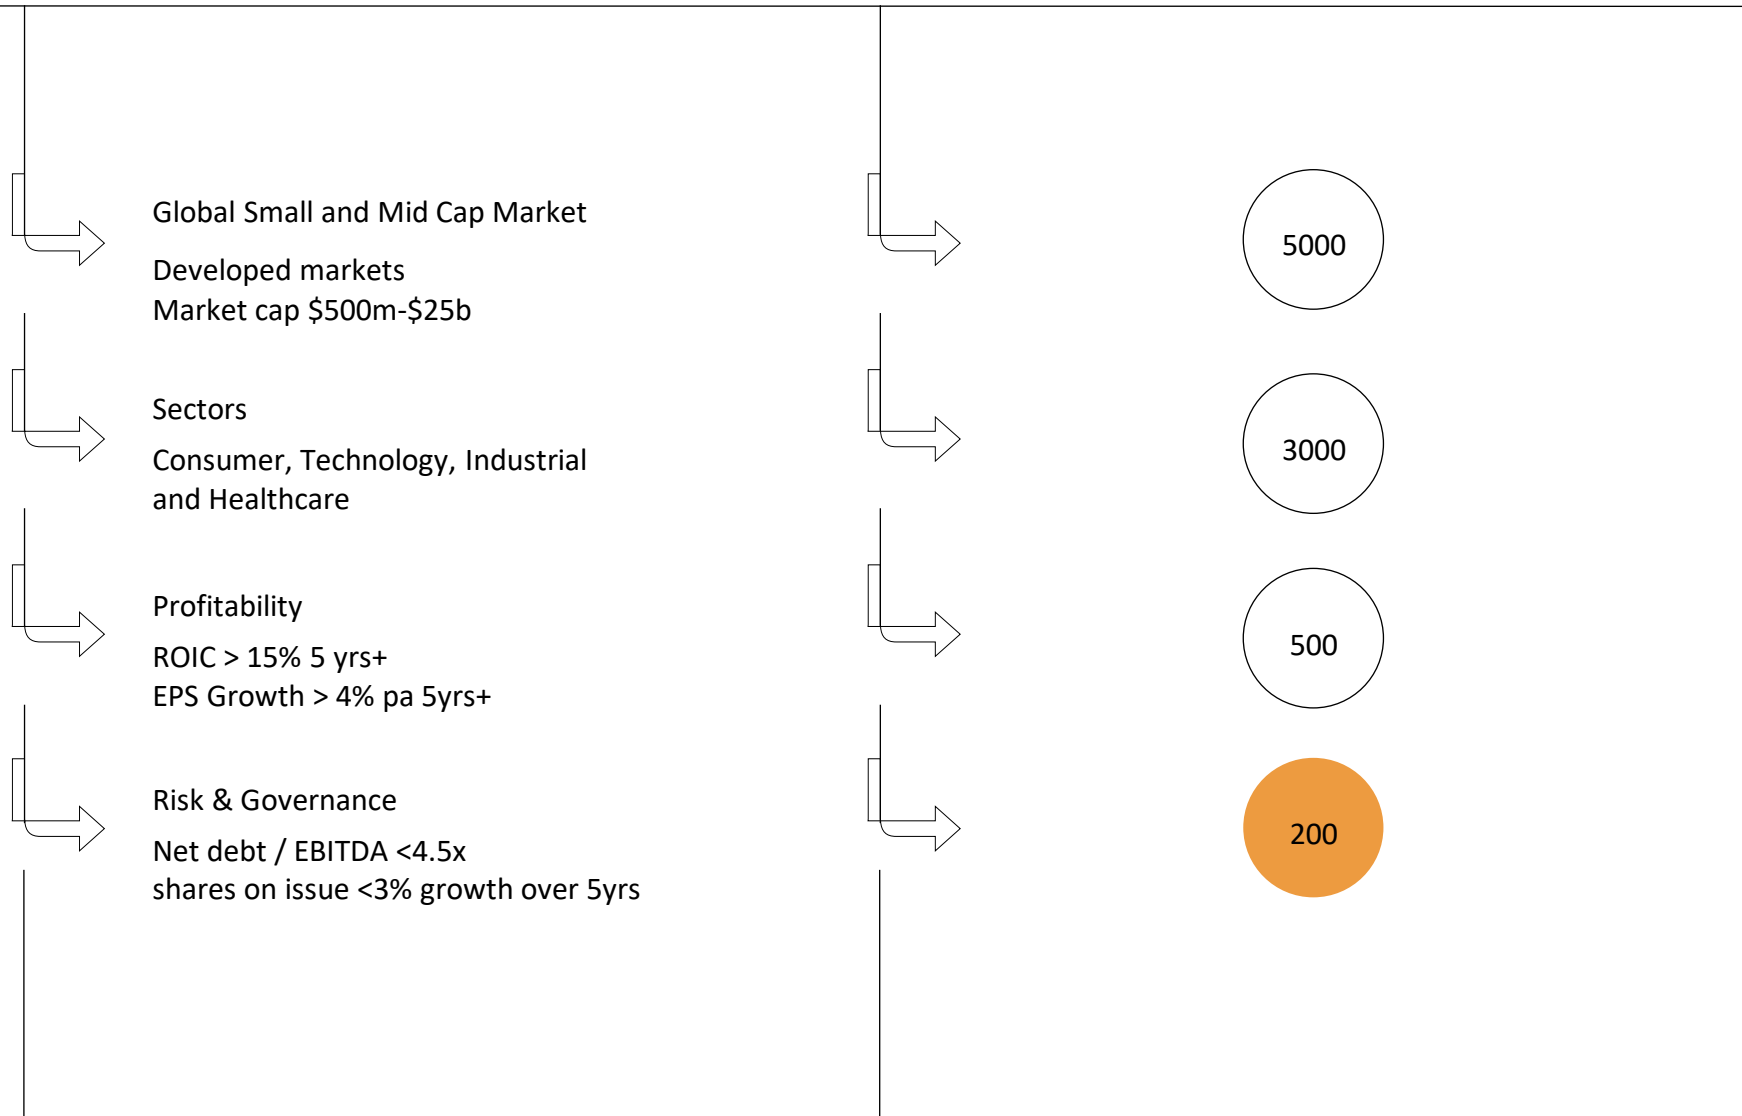 Global Small and Mid Cap Market
Developed markets
Market cap $500m-$25b
5000
Sectors
Consumer, Technology, Industrial
and Healthcare
3000
Profitability
ROIC > 15% 5 yrs+
EPS Growth > 4% pa 5yrs+
500
Risk & Governance
Net debt / EBITDA <4.5x
shares on issue <3% growth over 5yrs
200